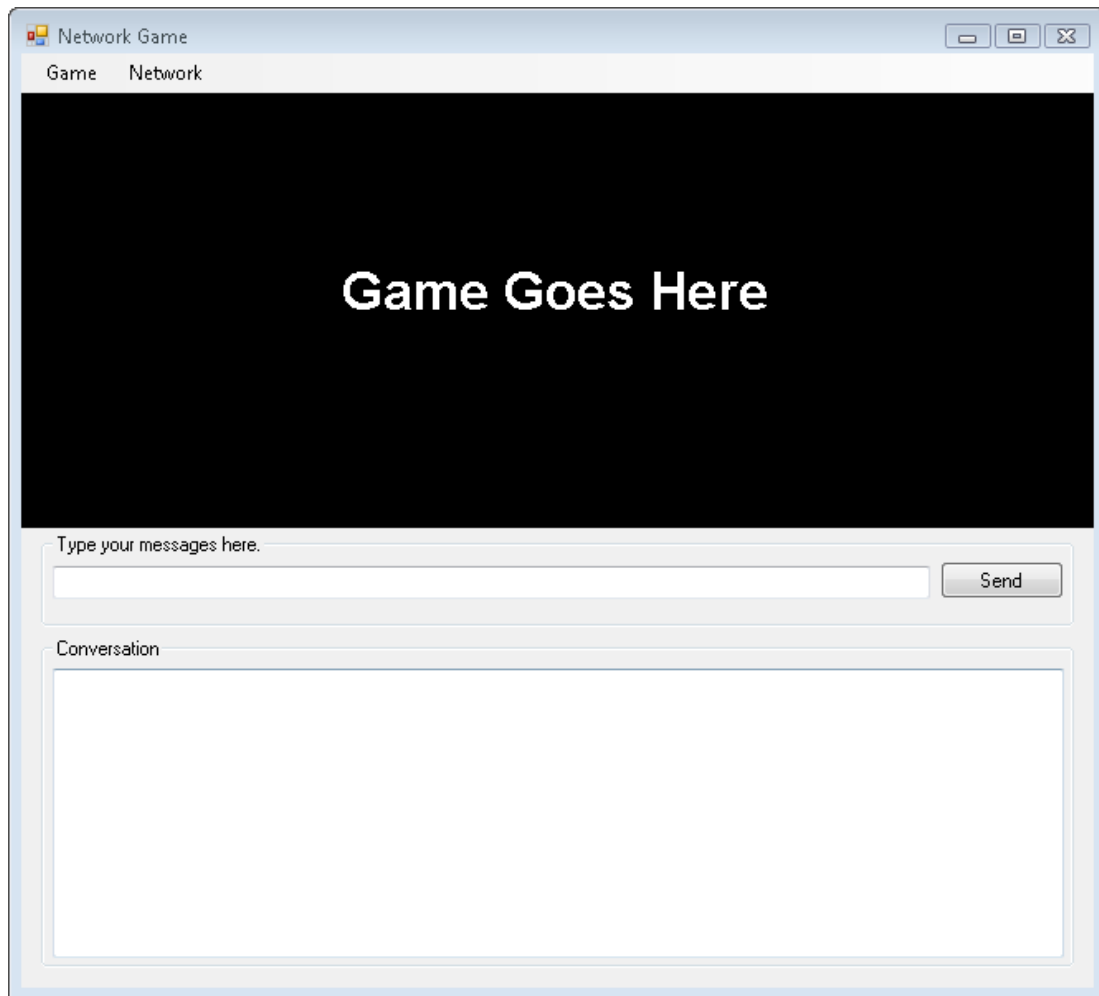 Network Game
Game Network
Game Goes Here
Type your messages here.
Send
Conversation